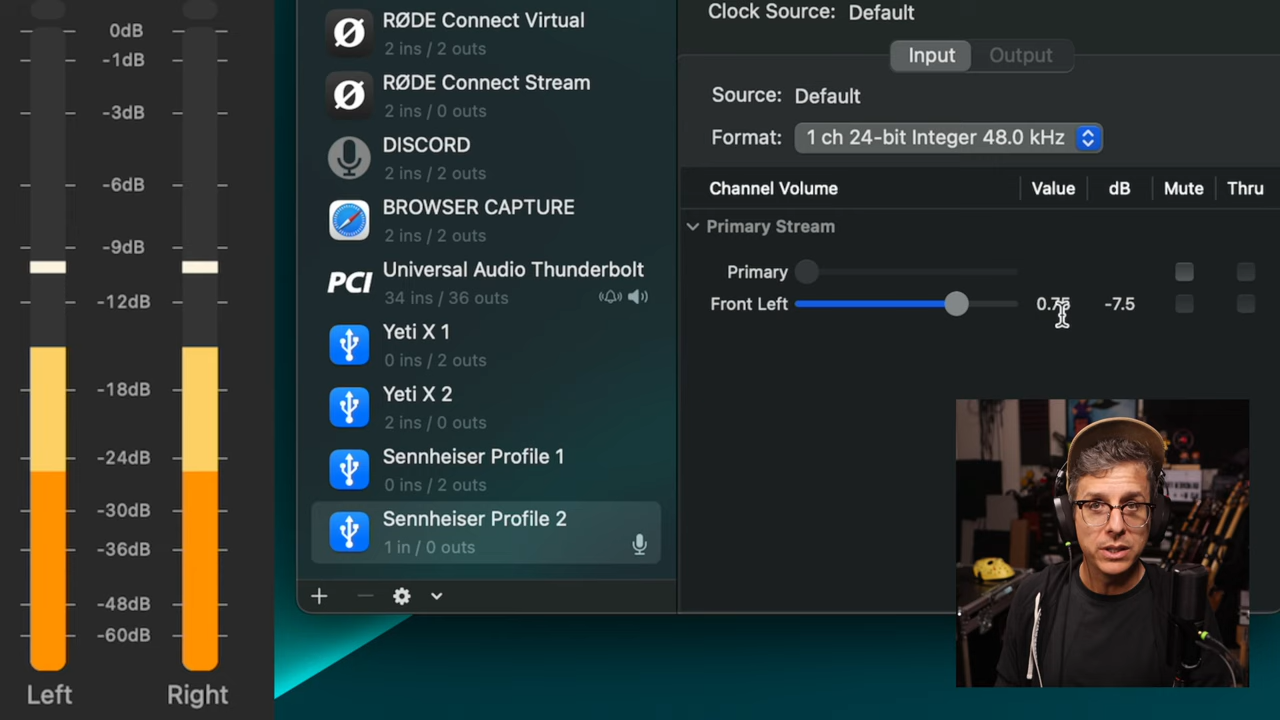 0dB
-1dB
-3dB
-6dB
-9dB
-12dB
-18dB
-24dB
-30dB
-36dB
-48dB
-60dB
Left Right
RØDE Connect Virtual
2 ins / 2 outs
RØDE Connect Stream
2 ins / 0 outs
DISCORD
2 ins / 2 outs
BROWSER CAPTURE
2 ins / 2 outs
PCI
Universal Audio Thunderbolt
34 ins / 36 outs
Yeti X 1
0 ins / 2 outs
Yeti X 2
2 ins / 0 outs
Sennheiser Profile 1
0 ins / 2 outs
Sennheiser Profile 2
1 in / 0 outs
Clock Source: Default
Input Output
Source: Default
Format: 1 ch 24-bit Integer 48.0 kHz
Channel Volume Value dB Mute Thru
Primary Stream
Primary
Front Left 0.75 -7.5